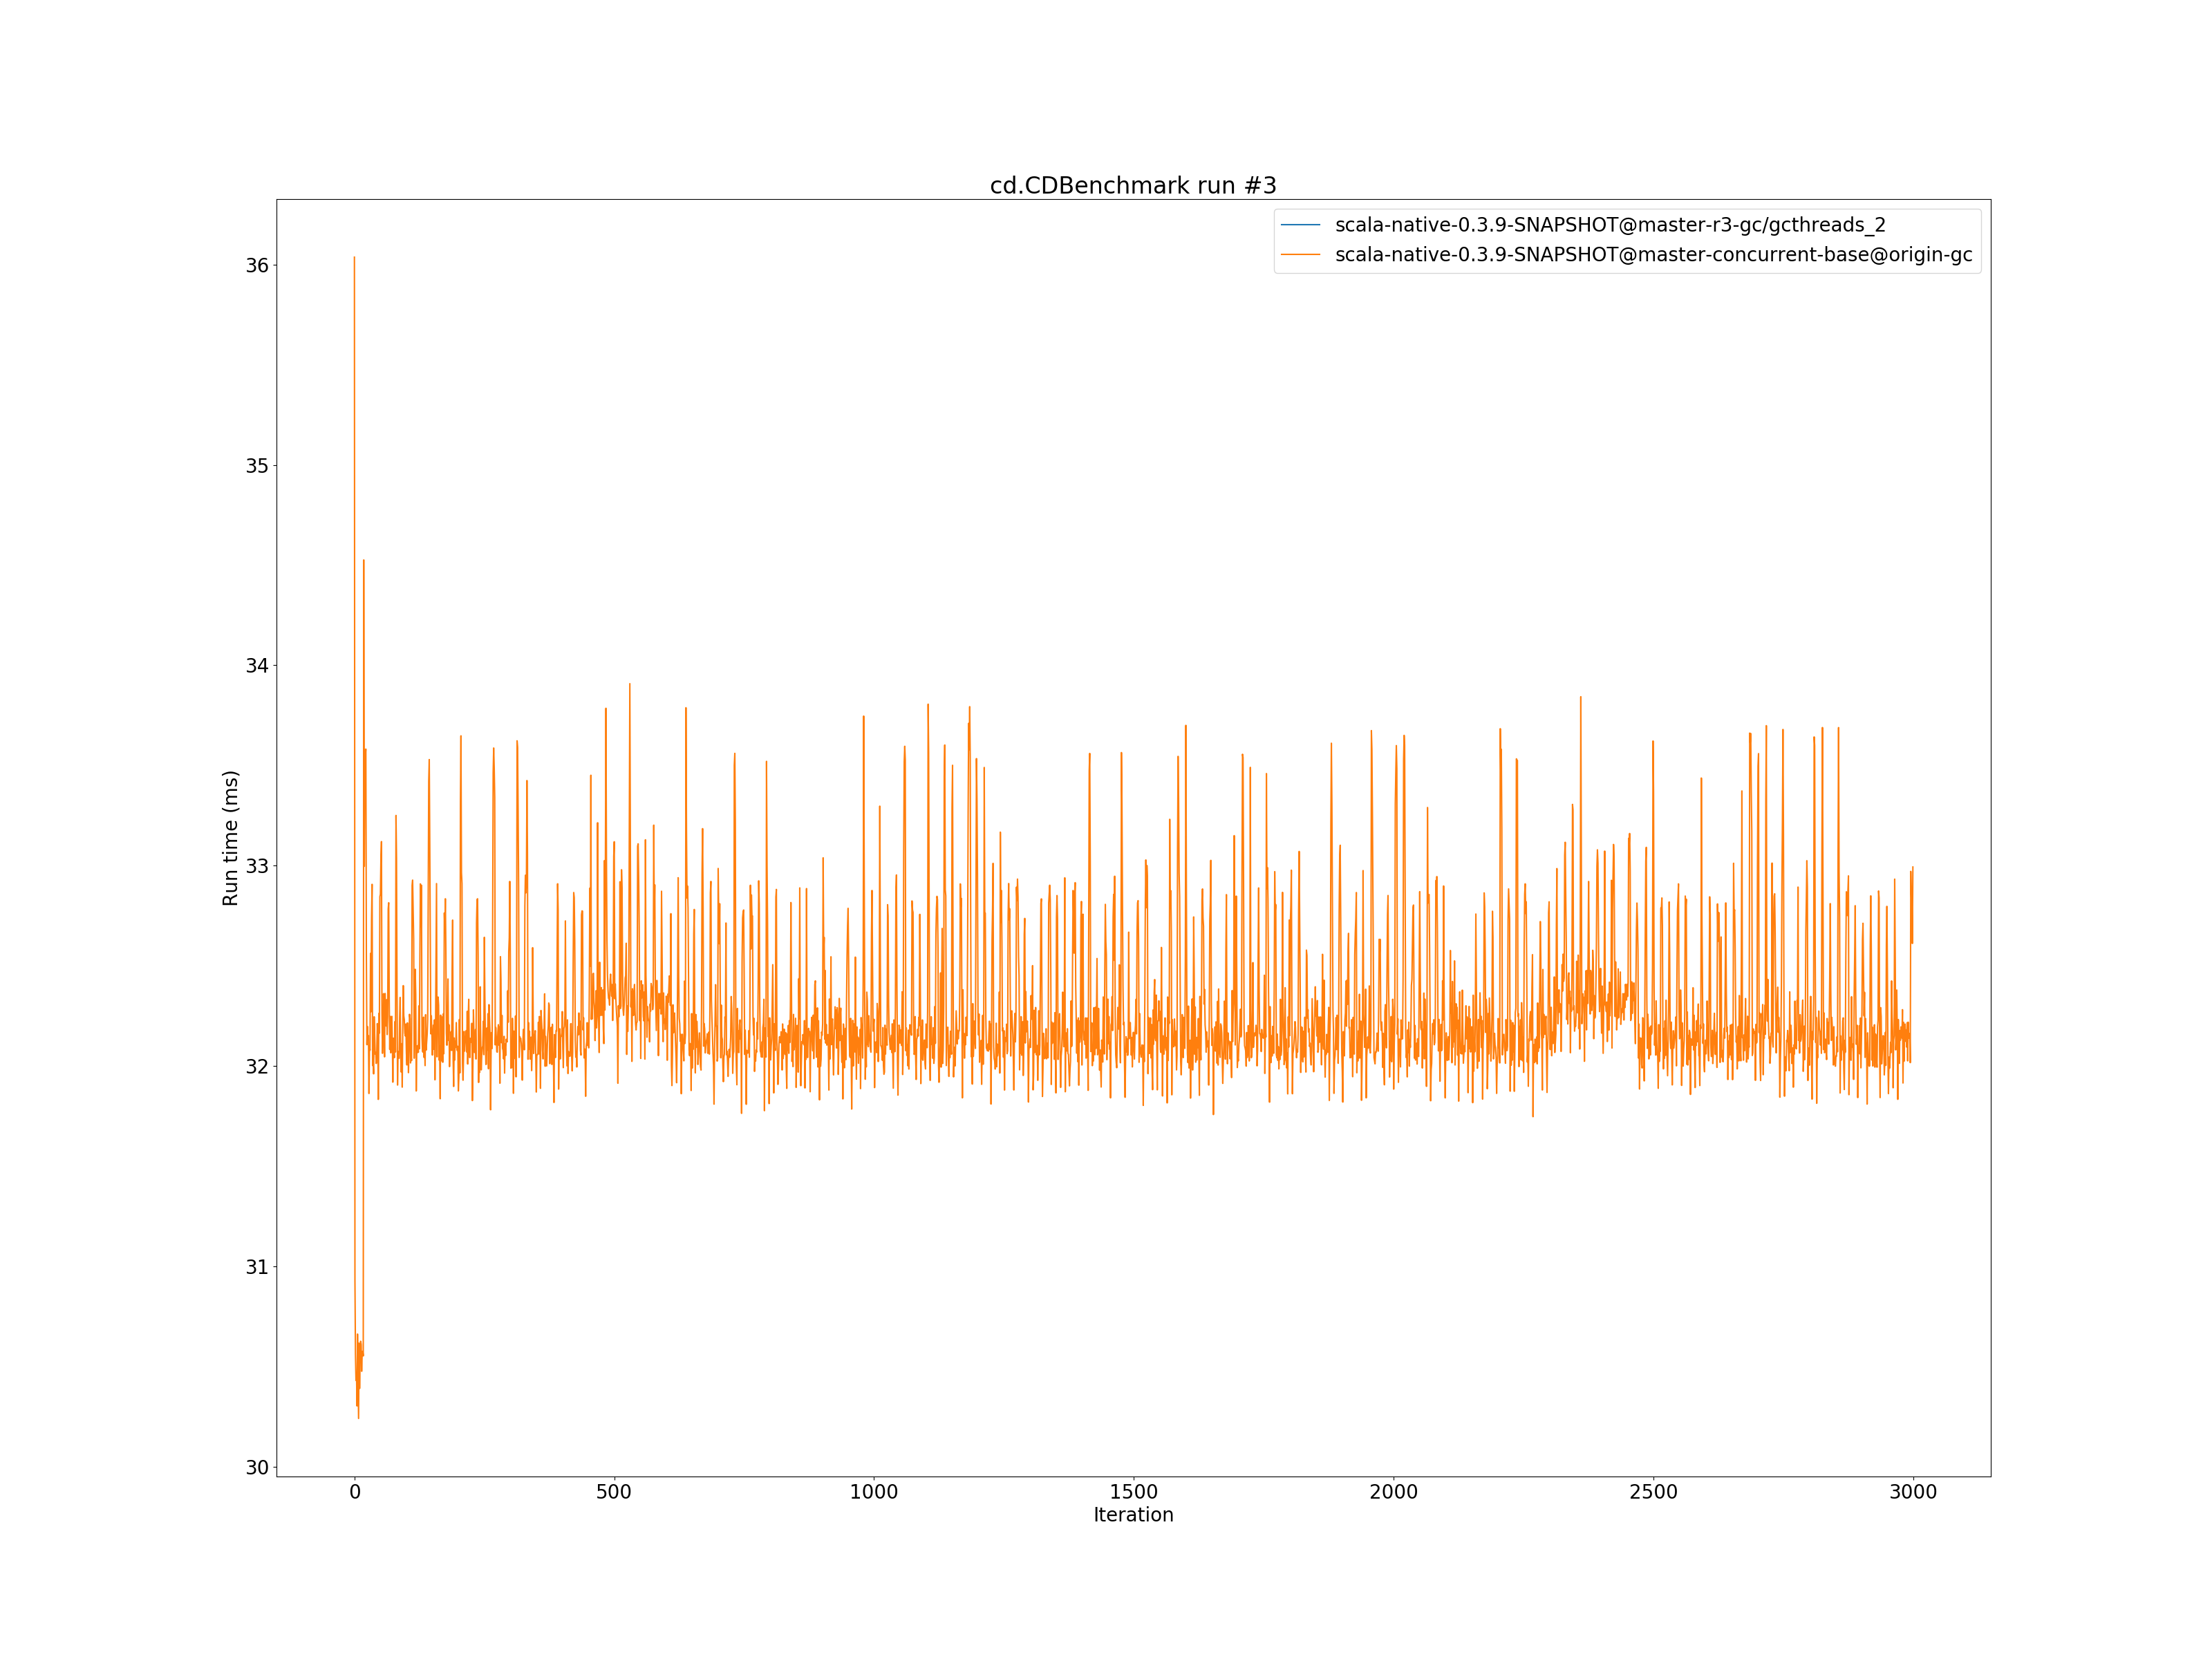 cd.CDBenchmark run #3
scala-native-0.3.9-SNAPSHOT@master-r3-gc/gcthreads_2
scala-native-0.3.9-SNAPSHOT@master-concurrent-base@origin-gc
36
35
34
33
32
31
30
Run time (ms)
0 500 1000 1500 2000 2500 3000
Iteration